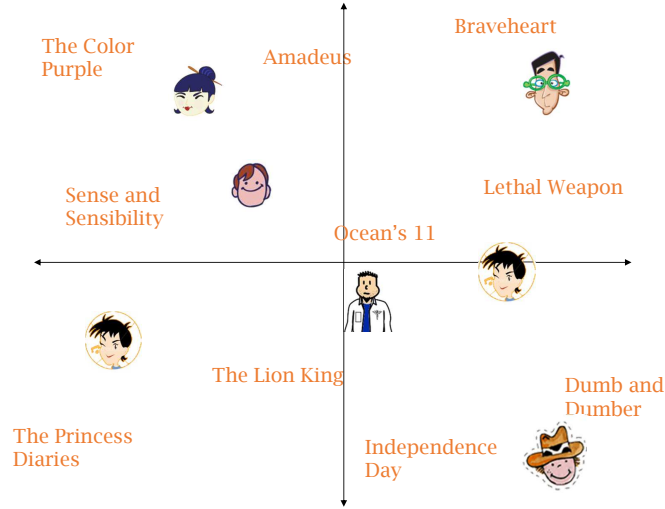 Braveheart
The Color
Purple
Amadeus
Sense and
Sensibility
Lethal Weapon
Ocean’s 11
The Lion King
Dumb and
Dumber
The Princess
Diaries
Independence
Day